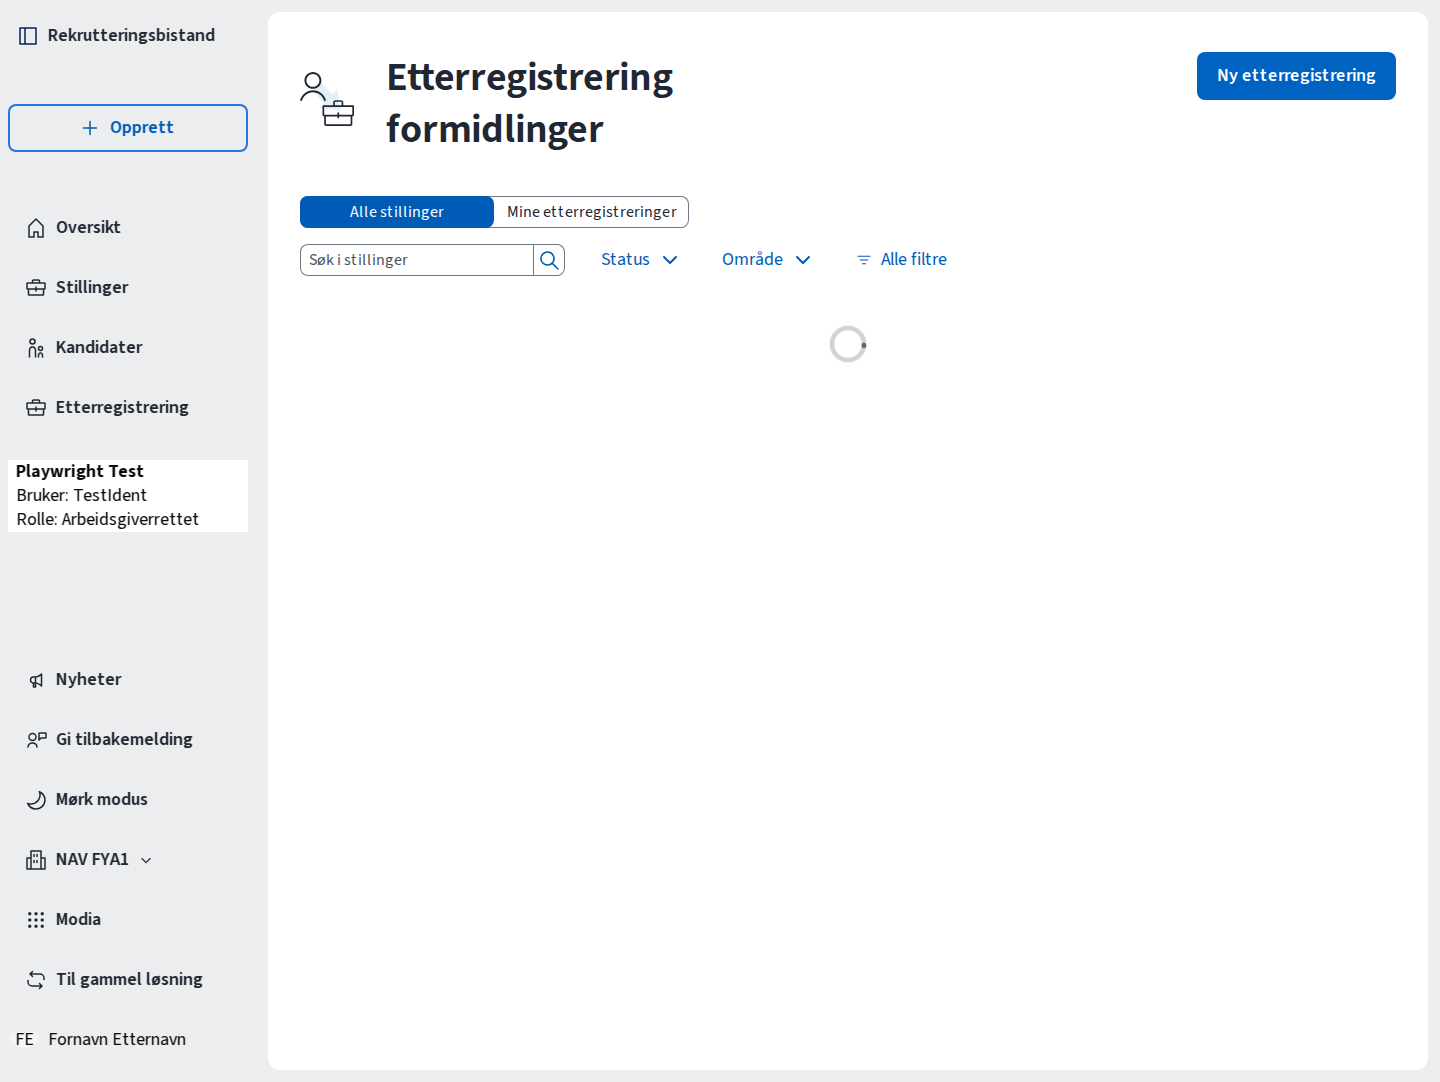 Rekrutteringsbistand
Opprett
Oversikt
Stillinger
Kandidater
Etterregistrering
Playwright Test
Bruker: TestIdent
Rolle: Arbeidsgiverrettet
Nyheter
Gi tilbakemelding
Mørk modus
NAV FYA1
Modia
Til gammel løsning
FE Fornavn Etternavn
Etterregistrering
formidlinger
Ny etterregistrering
Alle stillinger Mine etterregistreringer
Søk i stillinger Status Område Alle filtre